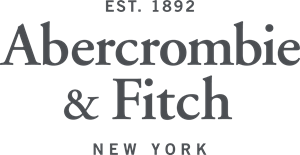 EST. 1892
Abercrombie
& Fitch
NEW YORK